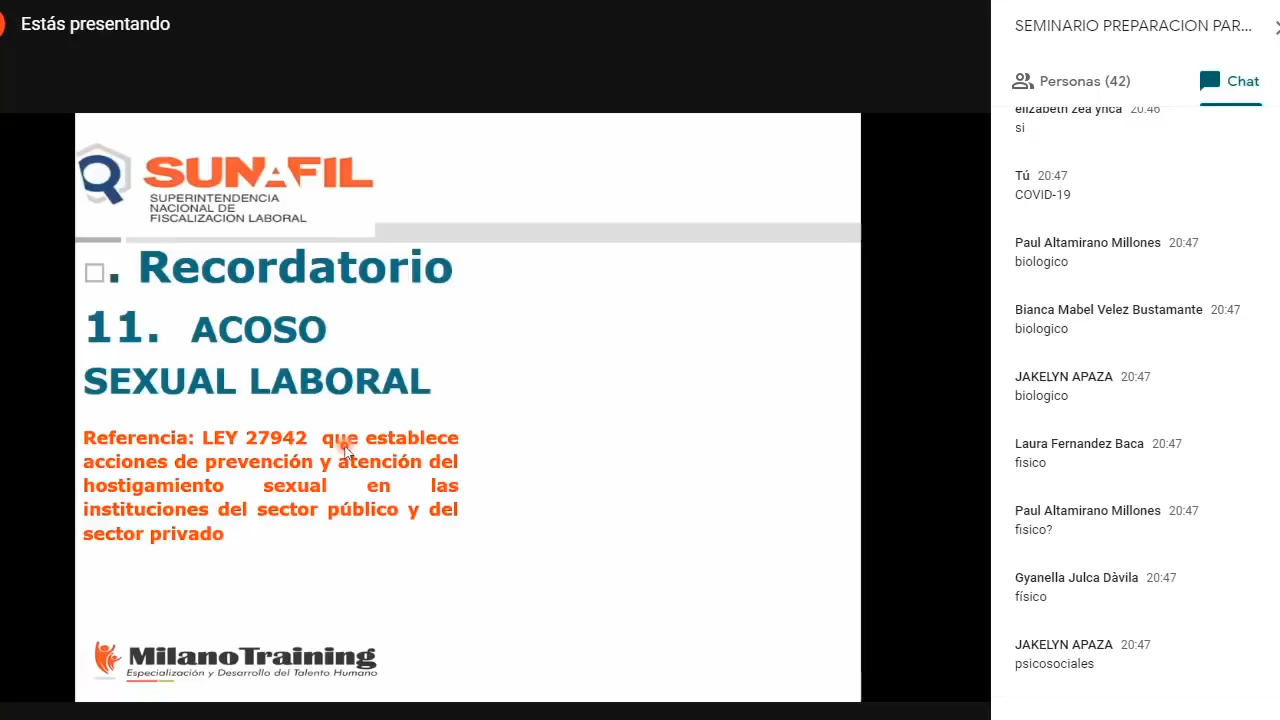 Estás presentando
SUNAFIL
SUPERINTENDENCIA
NACIONAL DE
FISCALIZACIÓN LABORAL
. Recordatorio
11. ACOSO
SEXUAL LABORAL
Referencia: LEY 27942 que establece
acciones de prevención y atención del
hostigamiento sexual en las
instituciones del sector público y del
sector privado
MilanoTraining
Especialización y Desarrollo del Talento Humano
SEMINARIO PREPARACION PAR...
Personas (42)
Chat
elizabeth zea ynca 20:46
si
Tú 20:47
COVID-19
Paul Altamirano Millones 20:47
biologico
Bianca Mabel Velez Bustamante 20:47
biologico
JAKELYN APAZA 20:47
biologico
Laura Fernandez Baca 20:47
fisico
Paul Altamirano Millones 20:47
fisico?
Gyanella Julca Dàvila 20:47
físico
JAKELYN APAZA 20:47
psicosociales